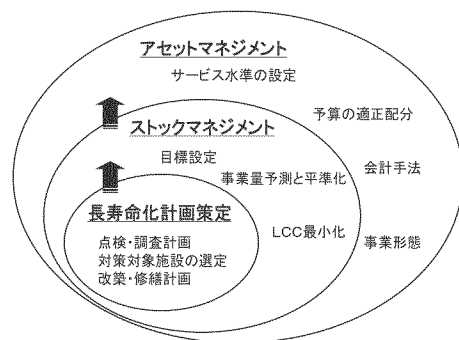 アセットマネジメント
サービス水準の設定
予算の適正配分
ストックマネジメント
目標設定
会計手法
事業量予測と平準化
長寿命化計画策定
LCC最小化
事業形態
点検・調査計画
対策対象施設の選定
改築・修繕計画